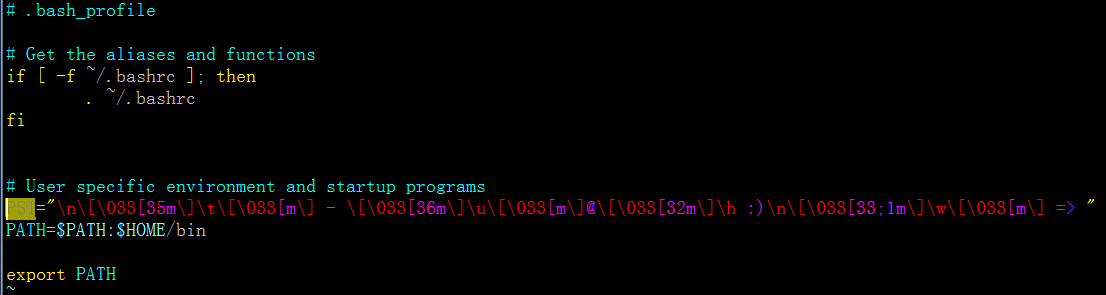 # .bash_profile
# Get the aliases and functions
if [ -f ~/.bashrc ]; then
        . ~/.bashrc
fi
# User specific environment and startup programs
PS1="\n\[\033[35m\]\t\[\033[m\] - \[\033[36m\]\u\[\033[m\]@\[\033[32m\]\h :)\n\[\033[33;1m\]\w\[\033[m\] => "
PATH=$PATH:$HOME/bin
export PATH
~